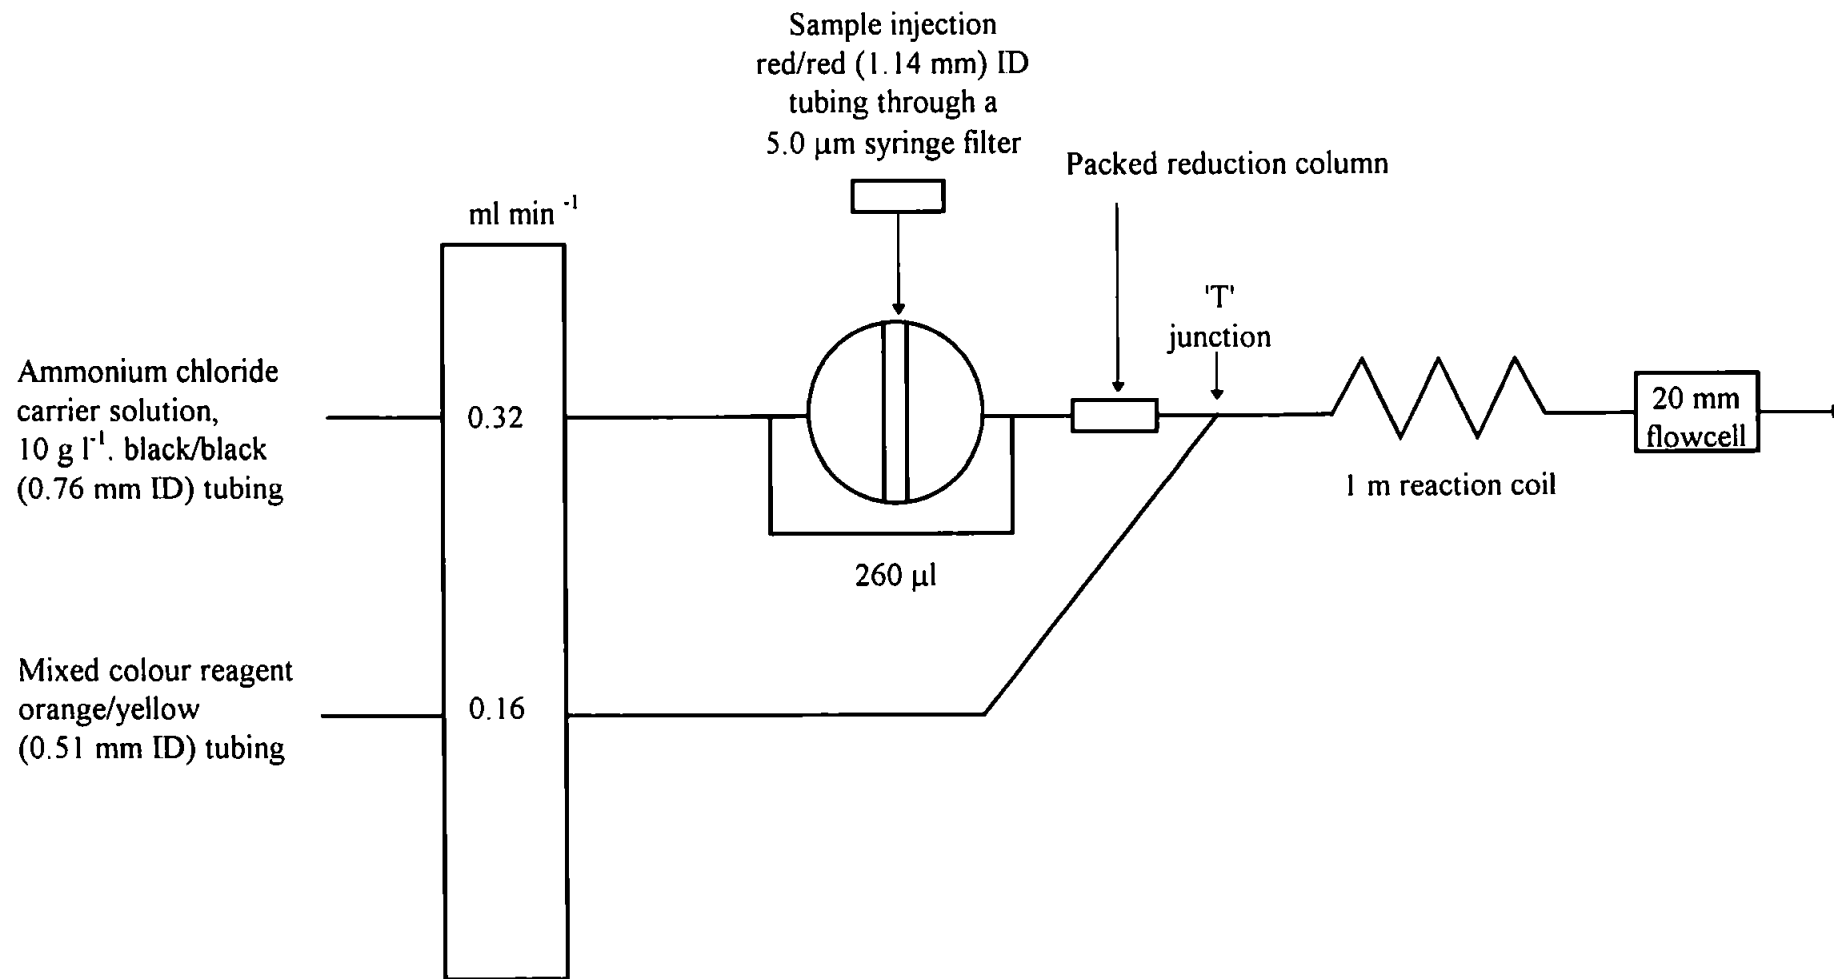 Sample injection
red/red (1.14 mm) ID
tubing through a
5.0 µm syringe filter
Packed reduction column
ml min -1
'T'
junction
Ammonium chloride
carrier solution,
10 g l-1. black/black
(0.76 mm ID) tubing
0.32
20 mm
flowcell
1 m reaction coil
260 µl
Mixed colour reagent
orange/yellow
(0.51 mm ID) tubing
0.16